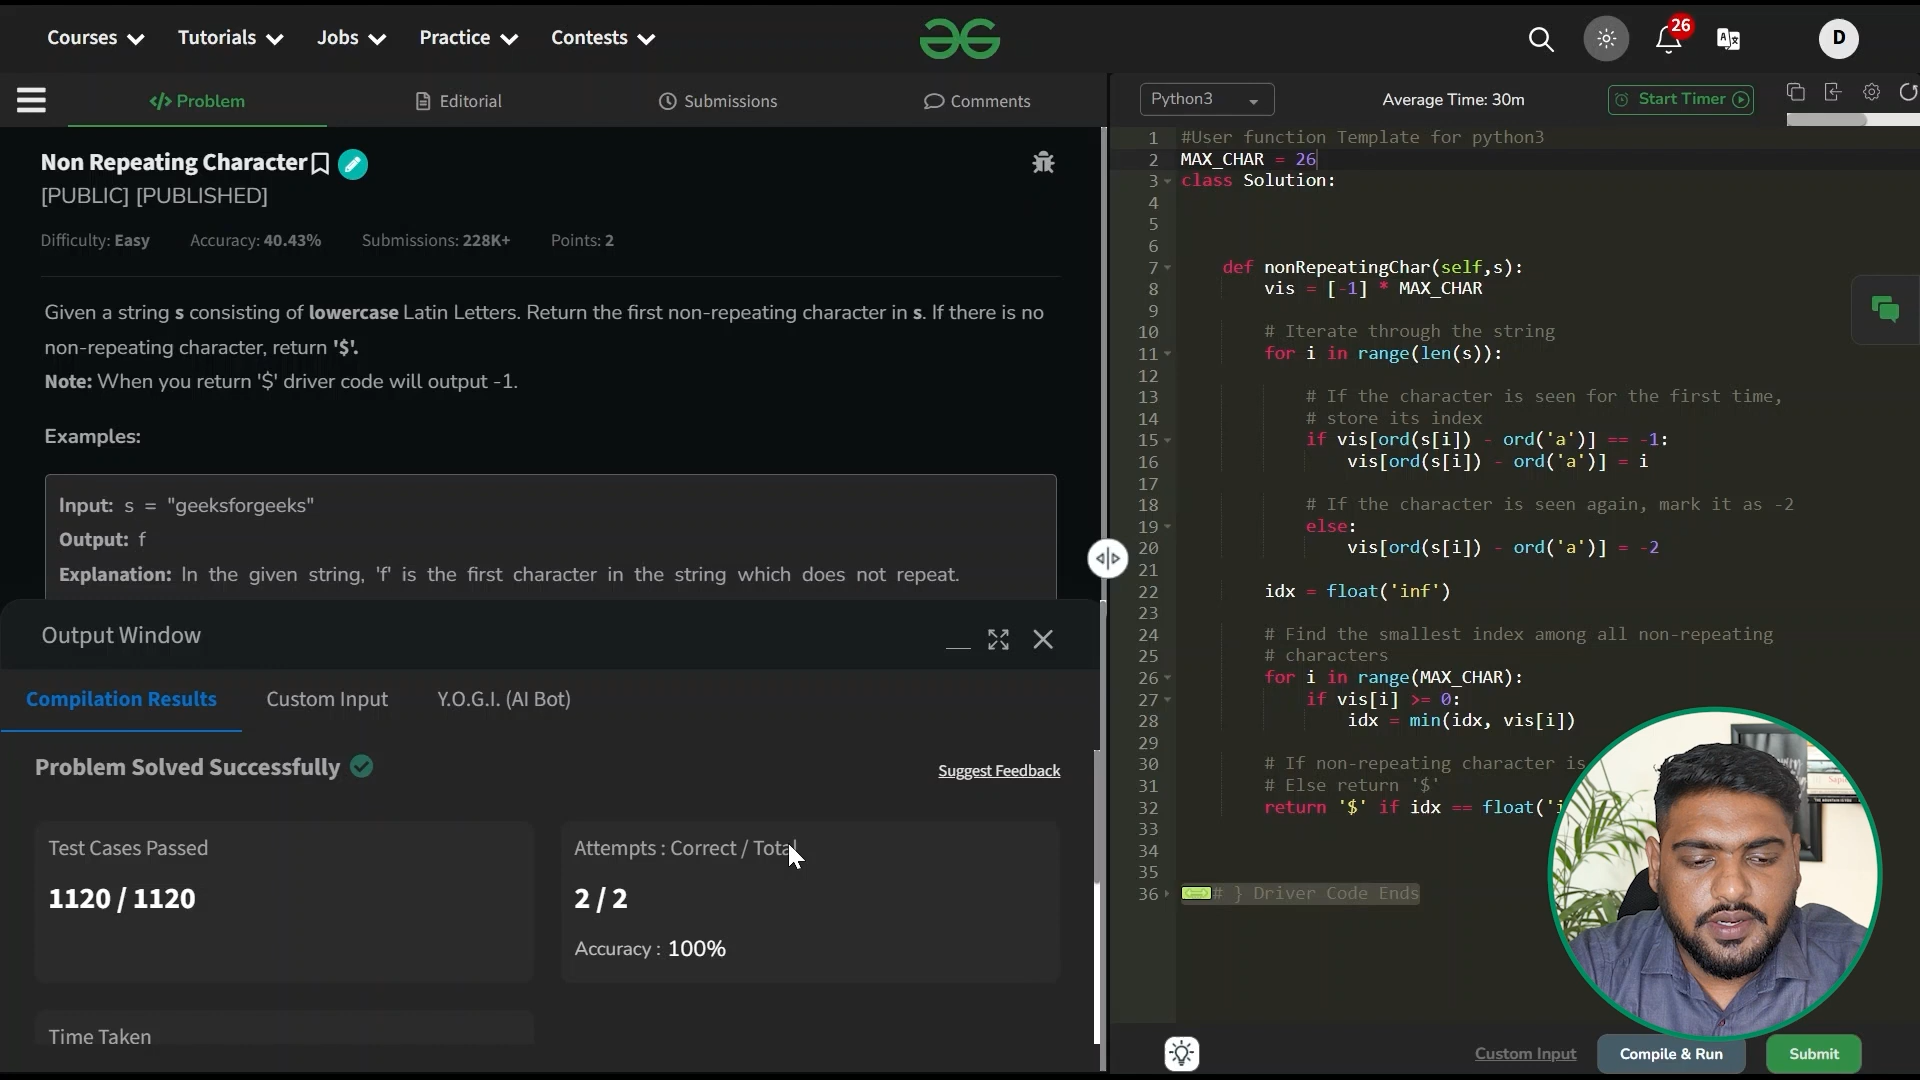 Courses Tutorials Jobs Practice Contests 26 D
Problem Editorial Submissions Comments
Python3 Average Time: 30m Start Timer
Non Repeating Character
[PUBLIC] [PUBLISHED]
Difficulty: Easy Accuracy: 40.43% Submissions: 228K+ Points: 2
Given a string s consisting of lowercase Latin Letters. Return the first non-repeating character in s. If there is no
non-repeating character, return '$'.
Note: When you return '$' driver code will output -1.
Examples:
Input: s = "geeksforgeeks"
Output: f
Explanation: In the given string, 'f' is the first character in the string which does not repeat.
Output Window
Compilation Results Custom Input Y.O.G.I. (AI Bot)
Problem Solved Successfully
Suggest Feedback
Test Cases Passed
1120 / 1120
Attempts : Correct / Total
2 / 2
Accuracy : 100%
Time Taken
1 #User function Template for python3
2 MAX_CHAR = 26
3 class Solution:
4
5
6
7 def nonRepeatingChar(self,s):
8 vis = [-1] * MAX_CHAR
9
10 # Iterate through the string
11 for i in range(len(s)):
12
13 # If the character is seen for the first time,
14 # store its index
15 if vis[ord(s[i]) - ord('a')] == -1:
16 vis[ord(s[i]) - ord('a')] = i
17
18 # If the character is seen again, mark it as -2
19 else:
20 vis[ord(s[i]) - ord('a')] = -2
21
22 idx = float('inf')
23
24 # Find the smallest index among all non-repeating
25 # characters
26 for i in range(MAX_CHAR):
27 if vis[i] >= 0:
28 idx = min(idx, vis[i])
29
30 # If non-repeating character is
31 # Else return '$'
32 return '$' if idx == float('i
33
34
35
36 # } Driver Code Ends
Custom Input Compile & Run Submit